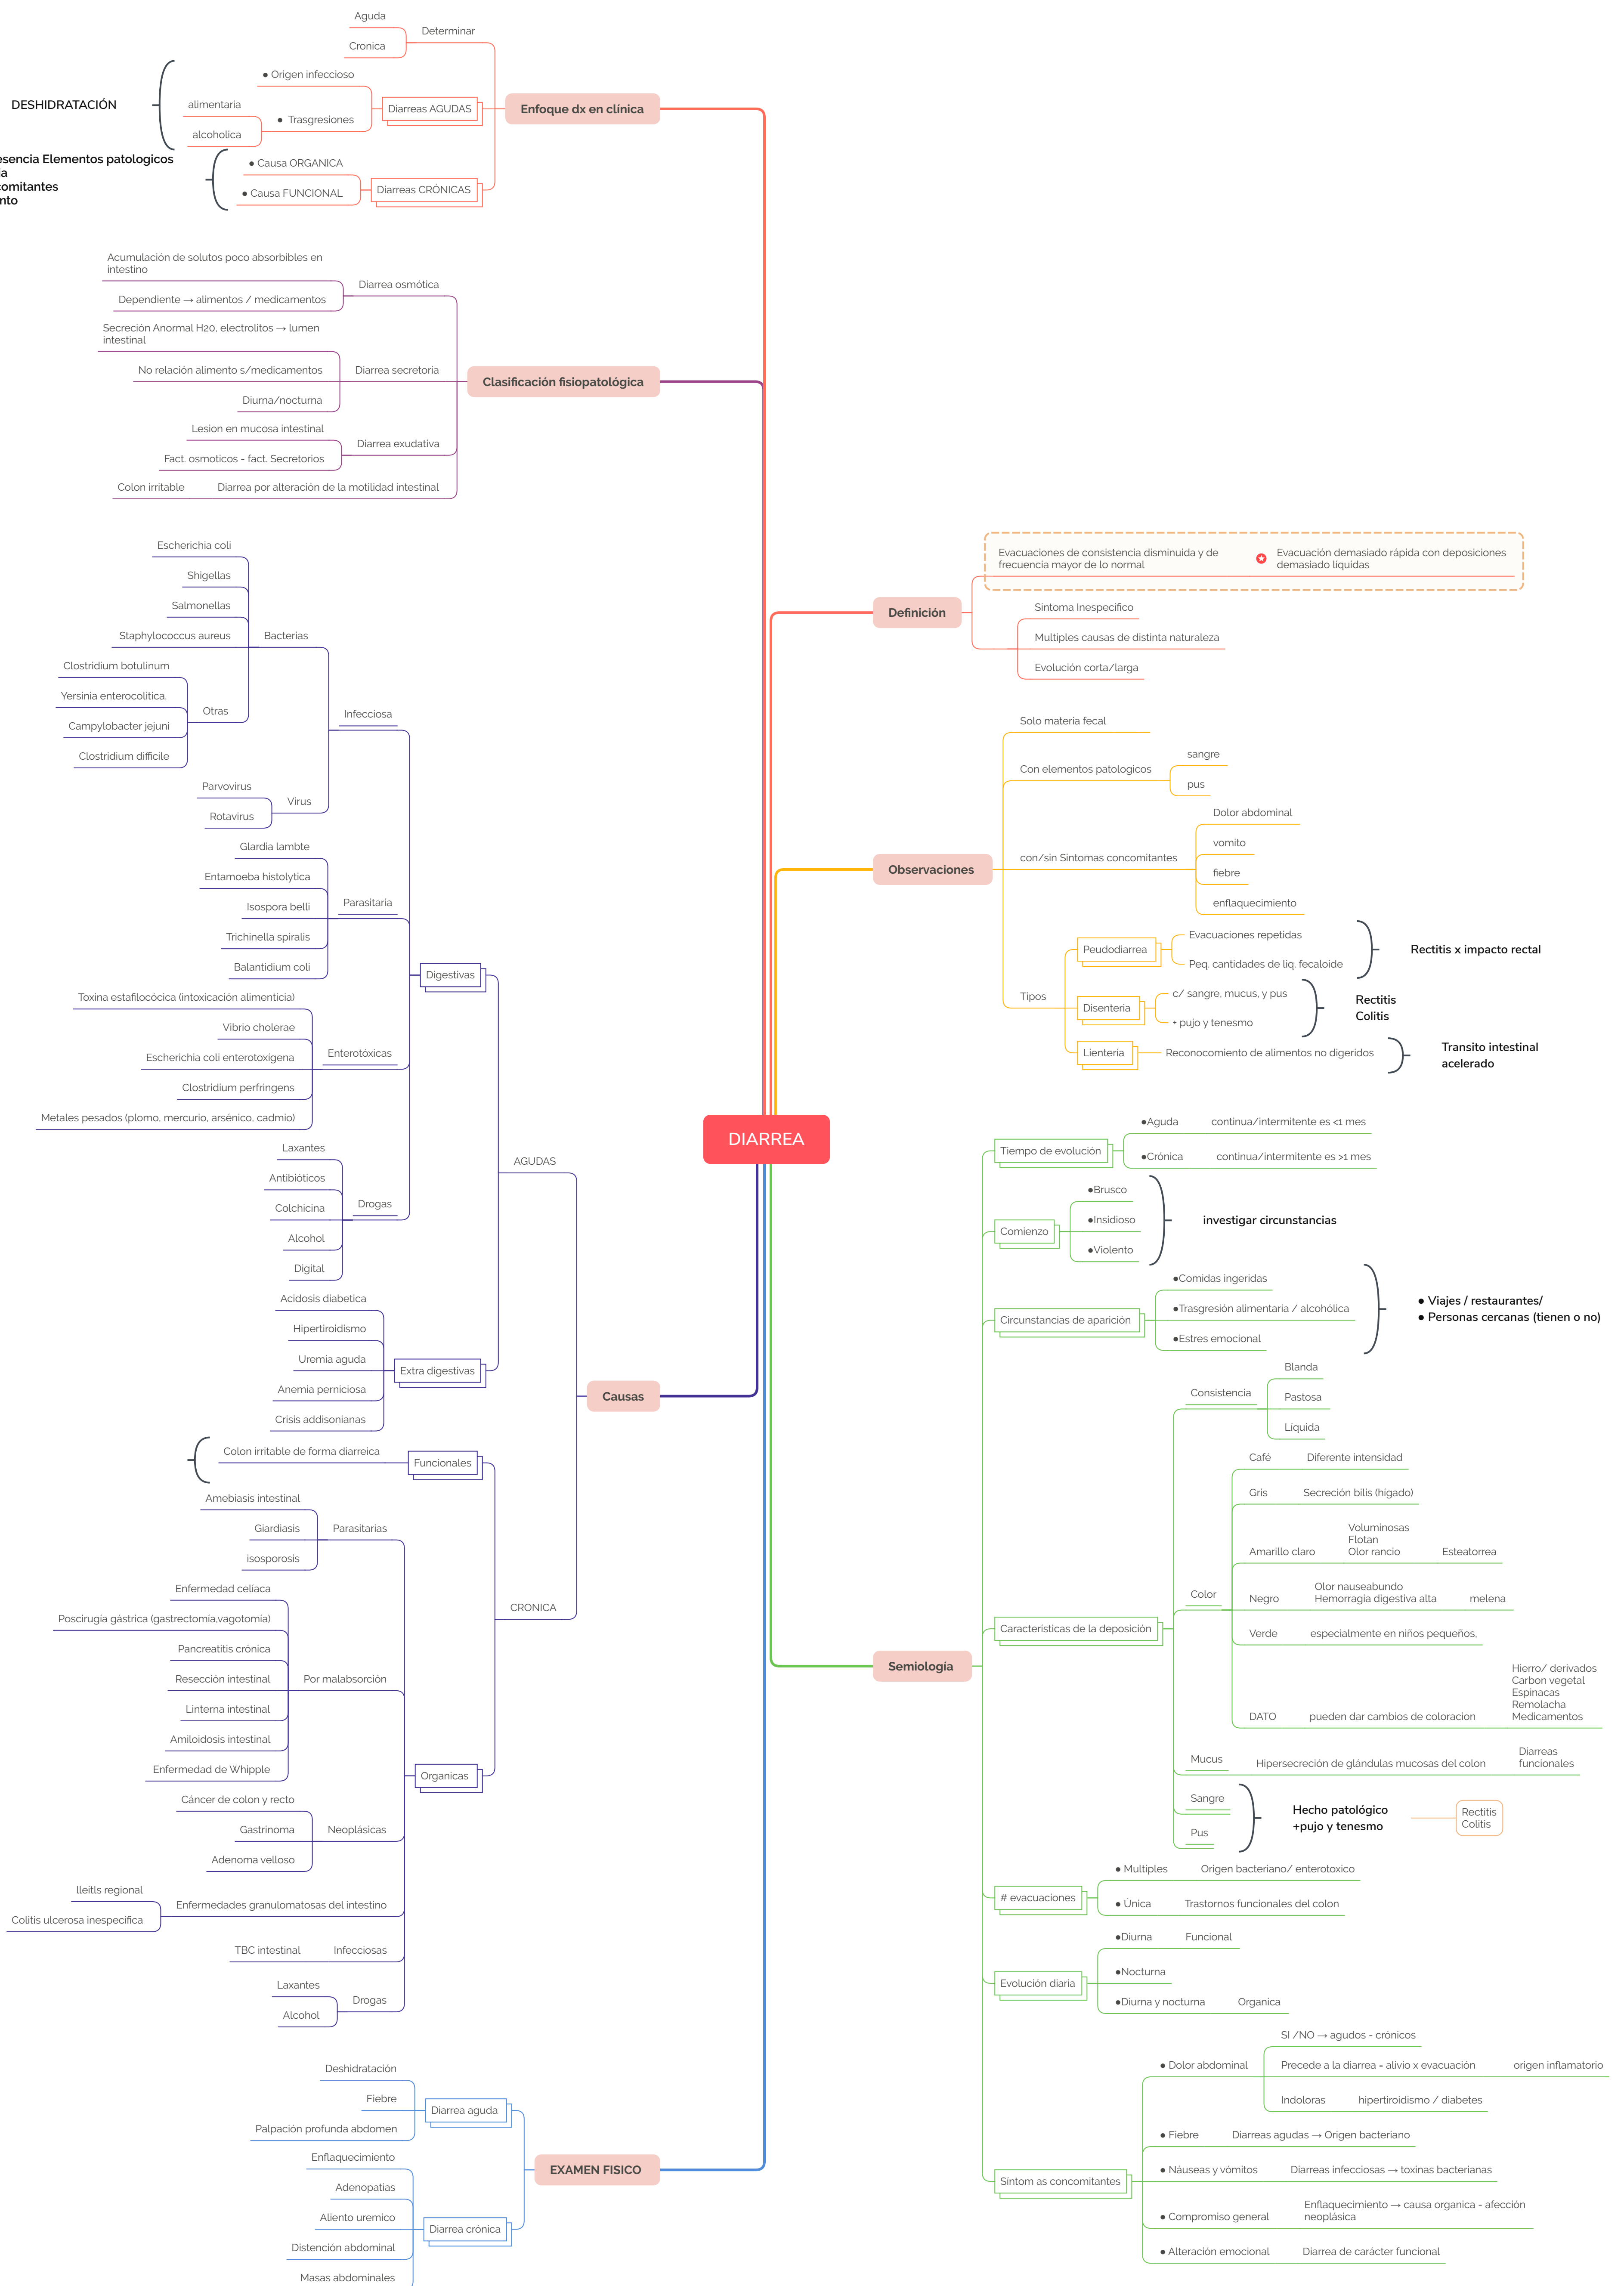 DIARREA
Enfoque dx en clínica
Determinar
Aguda
Cronica
Diarreas AGUDAS
● Origen infeccioso
● Trasgresiones
alimentaria
alcoholica
DESHIDRATACIÓN
Diarreas CRÓNICAS
● Causa ORGANICA
● Causa FUNCIONAL
esencia Elementos patologicos
ia
comitantes
nto
Clasificación fisiopatológica
Diarrea osmótica
Acumulación de solutos poco absorbibles en
intestino
Dependiente → alimentos / medicamentos
Diarrea secretoria
Secreción Anormal H20, electrolitos → lumen
intestinal
No relación alimento s/medicamentos
Diurna/nocturna
Diarrea exudativa
Lesion en mucosa intestinal
Fact. osmoticos - fact. Secretorios
Diarrea por alteración de la motilidad intestinal
Colon irritable
Causas
AGUDAS
Digestivas
Infecciosa
Bacterias
Escherichia coli
Shigellas
Salmonellas
Staphylococcus aureus
Otras
Clostridium botulinum
Yersinia enterocolitica.
Campylobacter jejuni
Clostridium difficile
Virus
Parvovirus
Rotavirus
Parasitaria
Glardia lambte
Entamoeba histolytica
Isospora belli
Trichinella spiralis
Balantidium coli
Enterotóxicas
Toxina estafilocócica (intoxicación alimenticia)
Vibrio cholerae
Escherichia coli enterotoxigena
Clostridium perfringens
Metales pesados (plomo, mercurio, arsénico, cadmio)
Drogas
Laxantes
Antibióticos
Colchicina
Alcohol
Digital
Extra digestivas
Acidosis diabetica
Hipertiroidismo
Uremia aguda
Anemia perniciosa
Crisis addisonianas
CRONICA
Funcionales
Colon irritable de forma diarreica
Organicas
Parasitarias
Amebiasis intestinal
Giardiasis
isosporosis
Por malabsorción
Enfermedad celíaca
Poscirugía gástrica (gastrectomia,vagotomía)
Pancreatitis crónica
Resección intestinal
Linterna intestinal
Amiloidosis intestinal
Enfermedad de Whipple
Neoplásicas
Cáncer de colon y recto
Gastrinoma
Adenoma velloso
Enfermedades granulomatosas del intestino
lleítls regional
Colitis ulcerosa inespecifica
Infecciosas
TBC intestinal
Drogas
Laxantes
Alcohol
EXAMEN FISICO
Diarrea aguda
Deshidratación
Fiebre
Palpación profunda abdomen
Diarrea crónica
Enflaquecimiento
Adenopatias
Aliento uremico
Distención abdominal
Masas abdominales
Definición
Evacuaciones de consistencia disminuida y de
frecuencia mayor de lo normal
Evacuación demasiado rápida con deposiciones
demasiado liquidas
Sintoma Inespecifico
Multiples causas de distinta naturaleza
Evolución corta/larga
Observaciones
Solo materia fecal
Con elementos patologicos
sangre
pus
con/sin Sintomas concomitantes
Dolor abdominal
vomito
fiebre
enflaquecimiento
Tipos
Peudodiarrea
Evacuaciones repetidas
Peq. cantidades de liq. fecaloide
Rectitis x impacto rectal
Disenteria
c/ sangre, mucus, y pus
+ pujo y tenesmo
Rectitis
Colitis
Lientería
Reconocomiento de alimentos no digeridos
Transito intestinal
acelerado
Semiología
Tiempo de evolución
●Aguda continua/intermitente es <1 mes
●Crónica continua/intermitente es >1 mes
Comienzo
●Brusco
●Insidioso
●Violento
investigar circunstancias
Circunstancias de aparición
●Comidas ingeridas
●Trasgresión alimentaria / alcohólica
●Estres emocional
● Viajes / restaurantes/
● Personas cercanas (tienen o no)
Caracteristicas de la deposición
Consistencia
Blanda
Pastosa
Líquida
Color
Café Diferente intensidad
Gris Secreción bilis (hígado)
Amarillo claro
Voluminosas
Flotan
Olor rancio
Esteatorrea
Negro
Olor nauseabundo
Hemorragia digestiva alta
melena
Verde especialmente en niños pequeños,
DATO pueden dar cambios de coloracion
Hierro/ derivados
Carbon vegetal
Espinacas
Remolacha
Medicamentos
Mucus
Hipersecreción de glándulas mucosas del colon
Diarreas
funcionales
Sangre
Pus
Hecho patológico
+pujo y tenesmo
Rectitis
Colitis
# evacuaciones
● Multiples Origen bacteriano/ enterotoxico
● Única Trastornos funcionales del colon
Evolución diaria
●Diurna Funcional
●Nocturna
●Diurna y nocturna Organica
Sintom as concomitantes
● Dolor abdominal
SI /NO → agudos - crónicos
Precede a la diarrea = alivio x evacuación origen inflamatorio
Indoloras hipertiroidismo / diabetes
● Fiebre Diarreas agudas → Origen bacteriano
● Náuseas y vómitos Diarreas infecciosas → toxinas bacterianas
● Compromiso general
Enflaquecimiento → causa organica - afección
neoplásica
● Alteración emocional Diarrea de carácter funcional